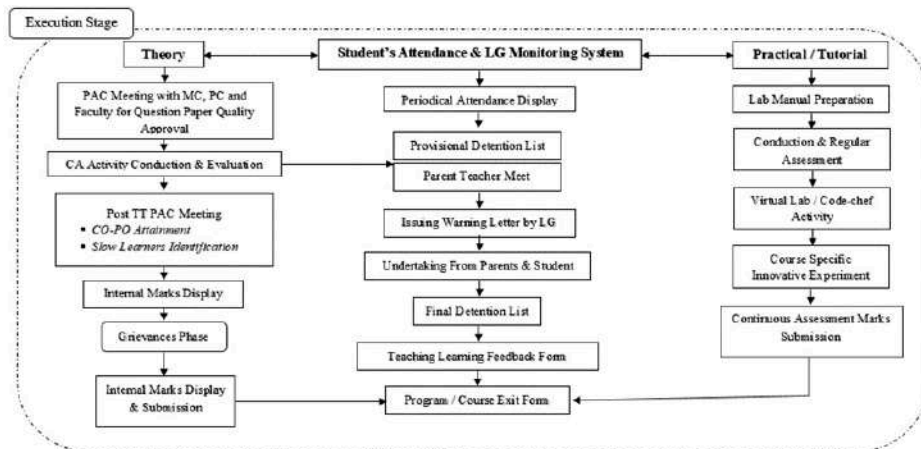 Execution Stage
Theory
PAC Meeting with MC, PC and
Faculty for Question Paper Quality
Approval
CA Activity Conduction & Evaluation
Post TT PAC Meeting
• CO-PO Attainment
• Slow Learners Identification
Internal Marks Display
Grievances Phase
Internal Marks Display
& Submission
Student's Attendance & LG Monitoring System
Periodical Attendance Display
Provisional Detention List
Parent Teacher Meet
Issuing Warning Letter by LG
Undertaking From Parents & Student
Final Detention List
Teaching Learning Feedback Form
Program / Course Exit Form
Practical / Tutorial
Lab Manual Preparation
Conduction & Regular
Assessment
Virtual Lab / Code-chef
Activity
Course Specific
Innovative Experiment
Continuous Assessment Marks
Submission